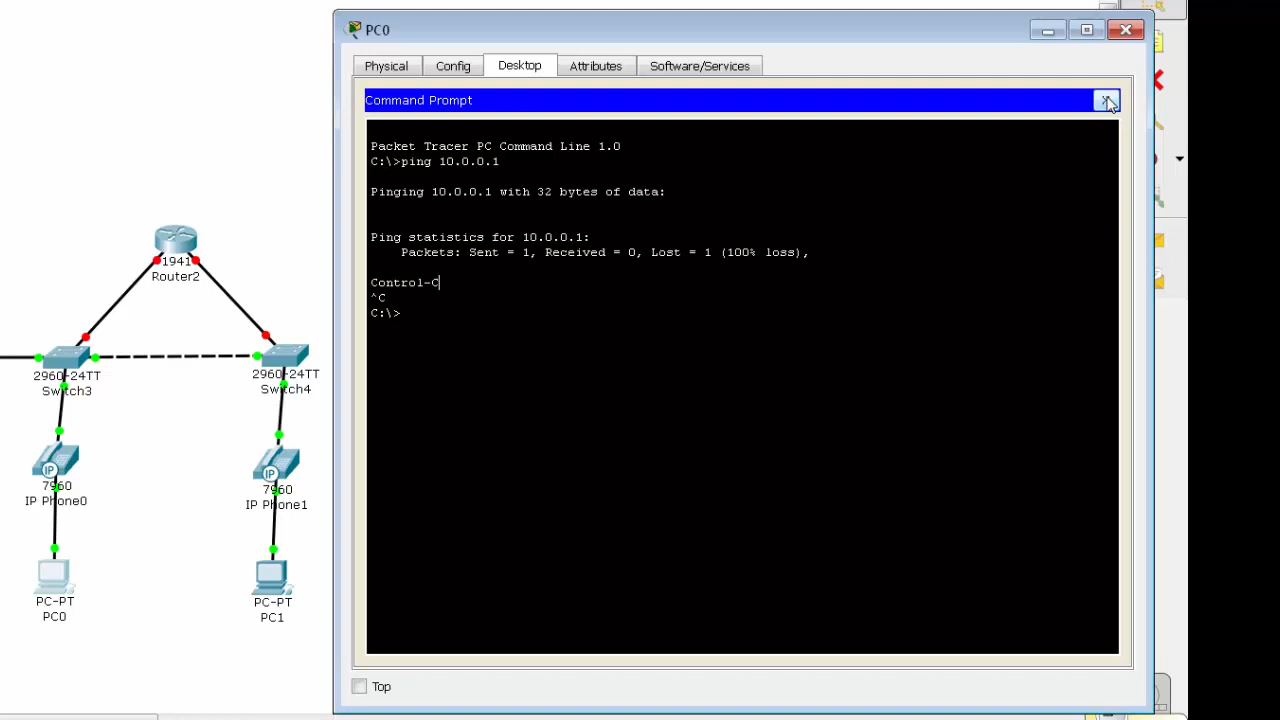 PC0
Physical
Config
Desktop
Attributes
Software/Services
Command Prompt
X
Packet Tracer PC Command Line 1.0
C:\>ping 10.0.0.1
Pinging 10.0.0.1 with 32 bytes of data:
Ping statistics for 10.0.0.1:
Packets: Sent = 1, Received = 0, Lost = 1 (100% loss),
Control-C
^C
C:\>
Top
1941
Router2
2960-24TT
Switch3
2960-24TT
Switch4
IP
7960
IP Phone0
IP
7960
IP Phone1
PC-PT
PC0
PC-PT
PC1